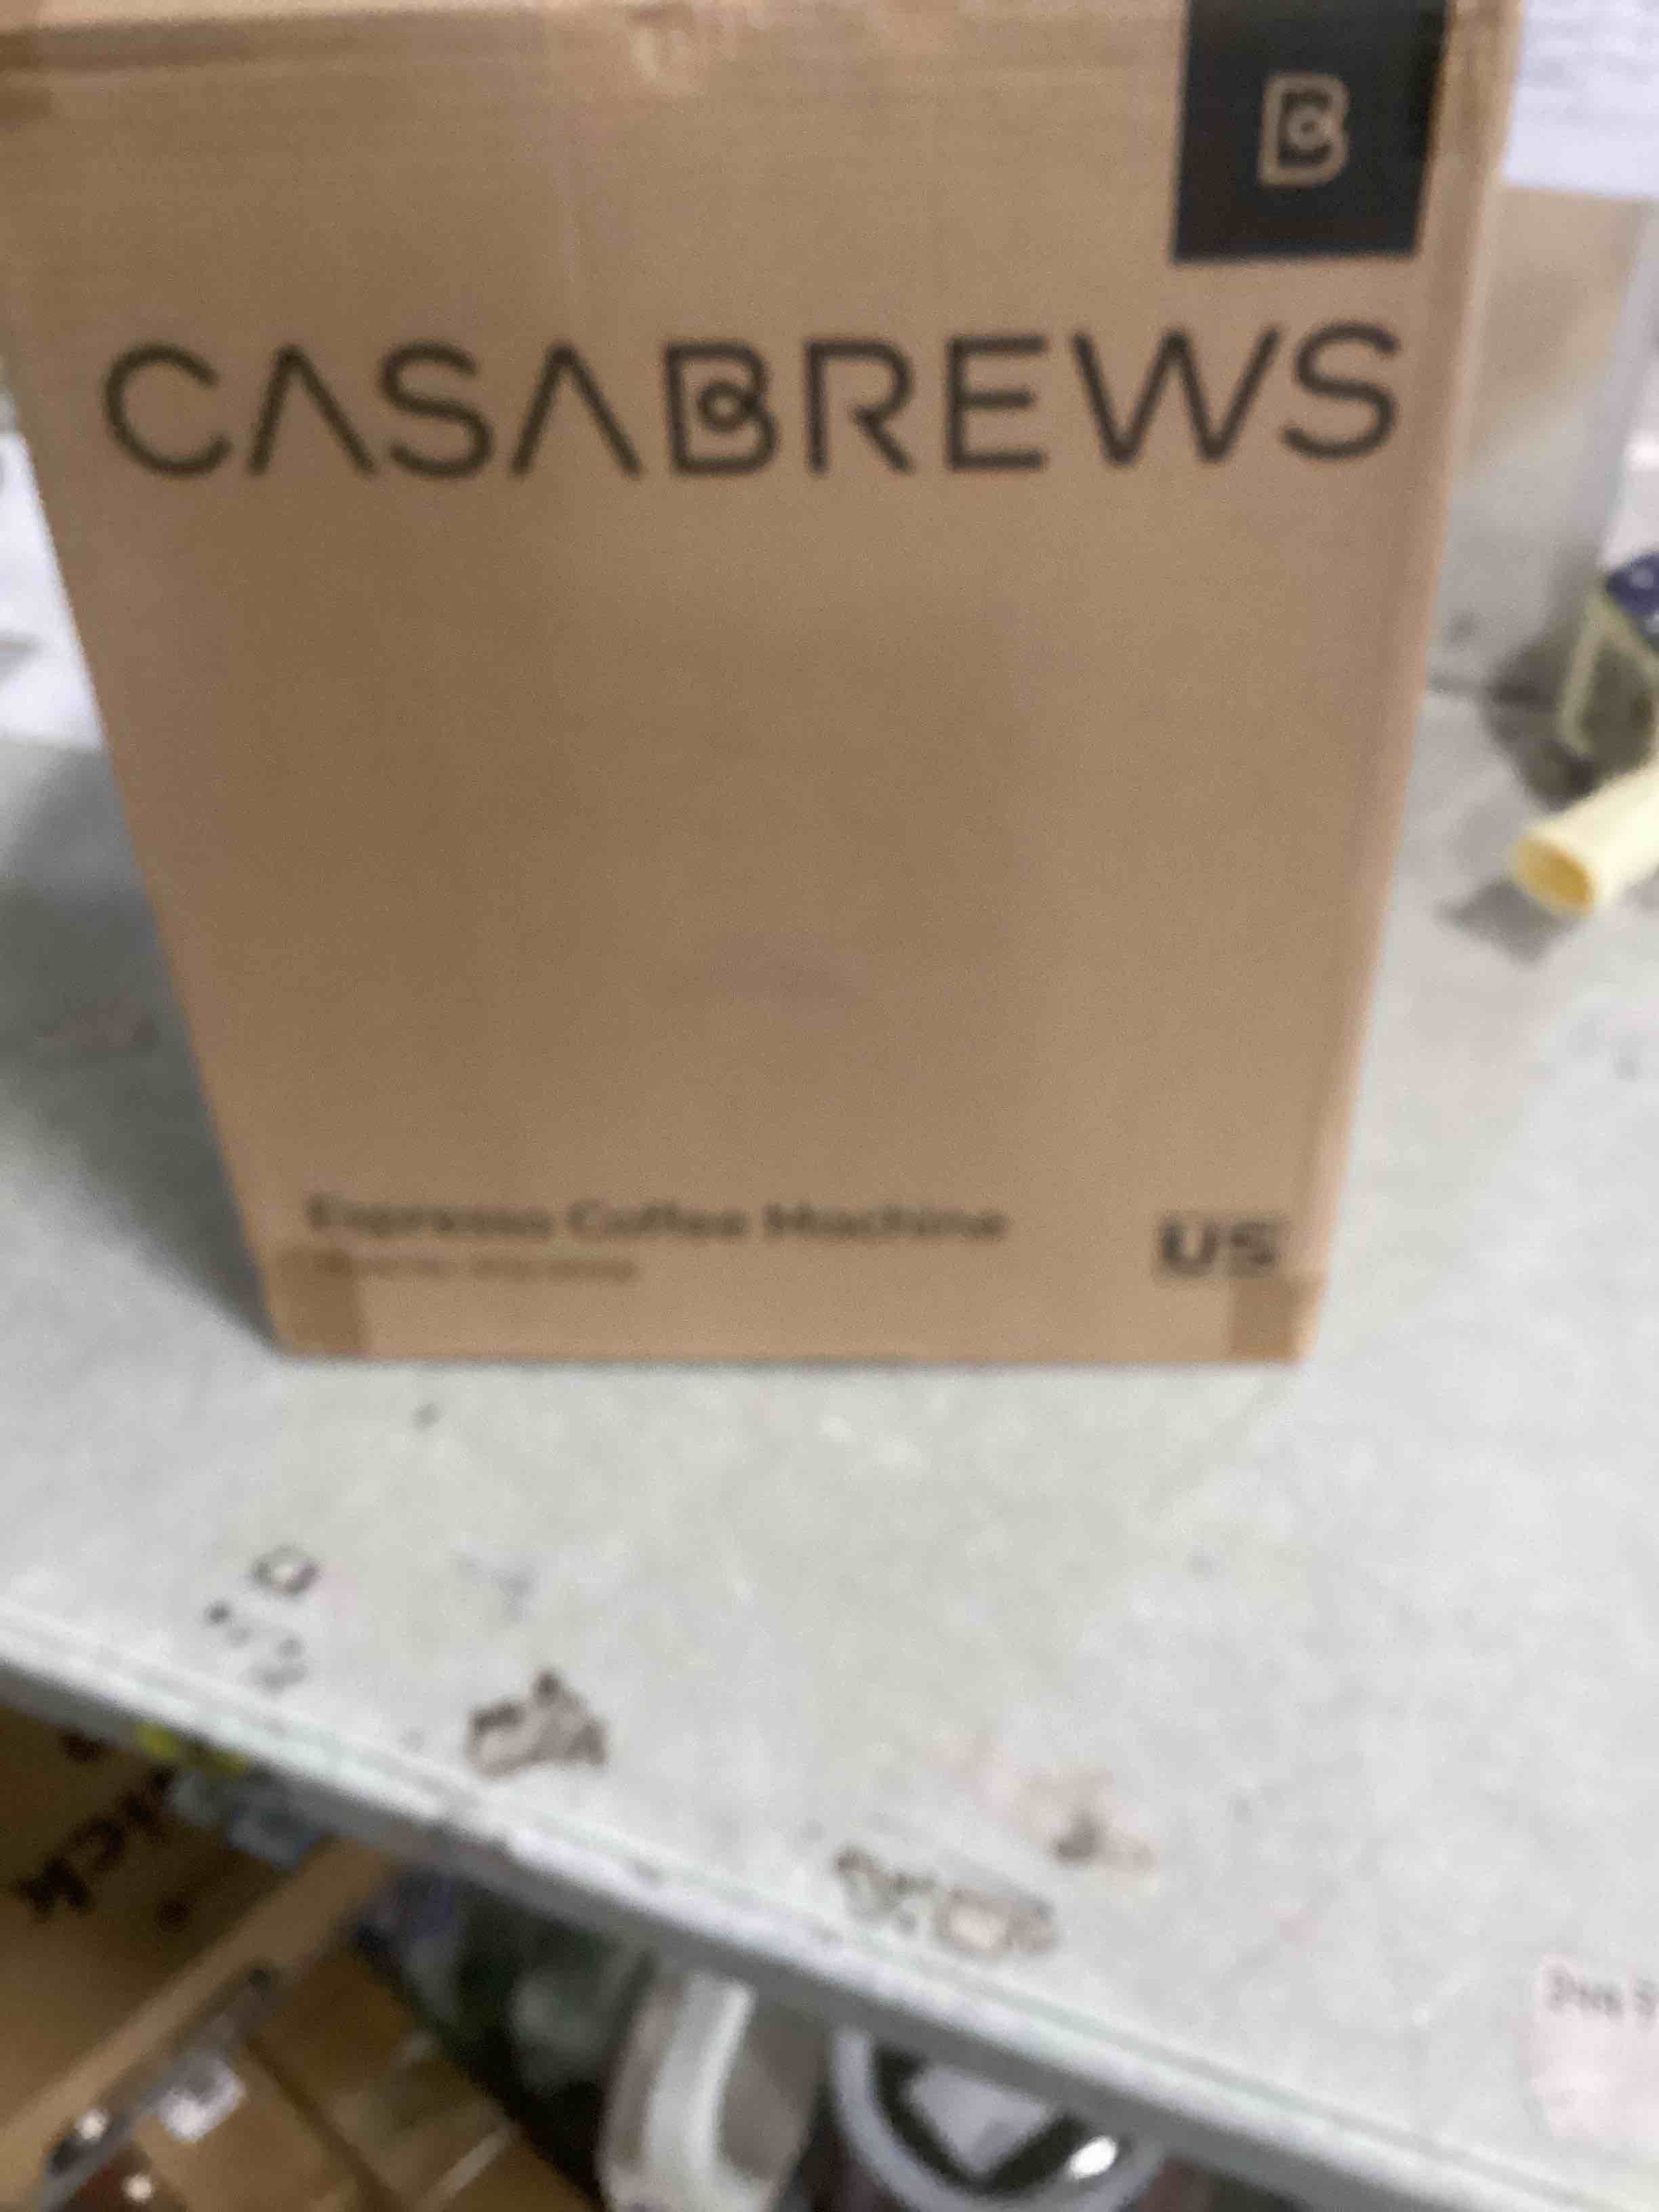 B
CASABREWS
Espresso Coffee Machine
US